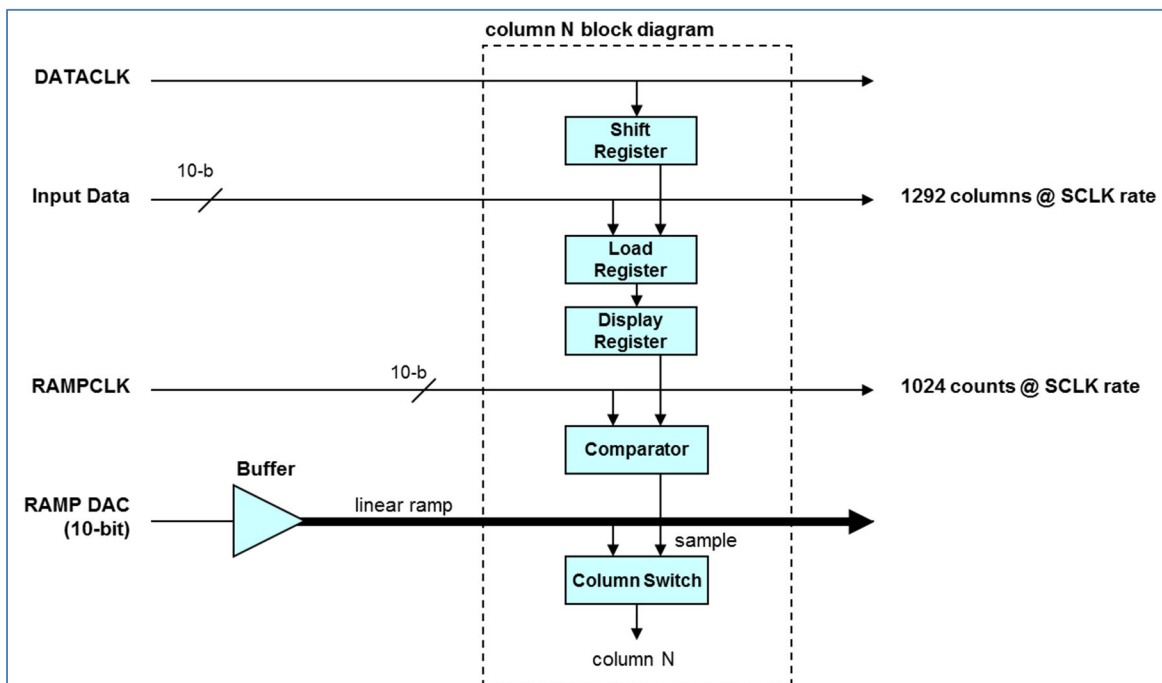 column N block diagram
DATACLK
Shift
Register
10-b
Input Data
1292 columns @ SCLK rate
Load
Register
Display
Register
10-b
RAMPCLK
1024 counts @ SCLK rate
Comparator
Buffer
RAMP DAC
(10-bit)
linear ramp
sample
Column Switch
column N